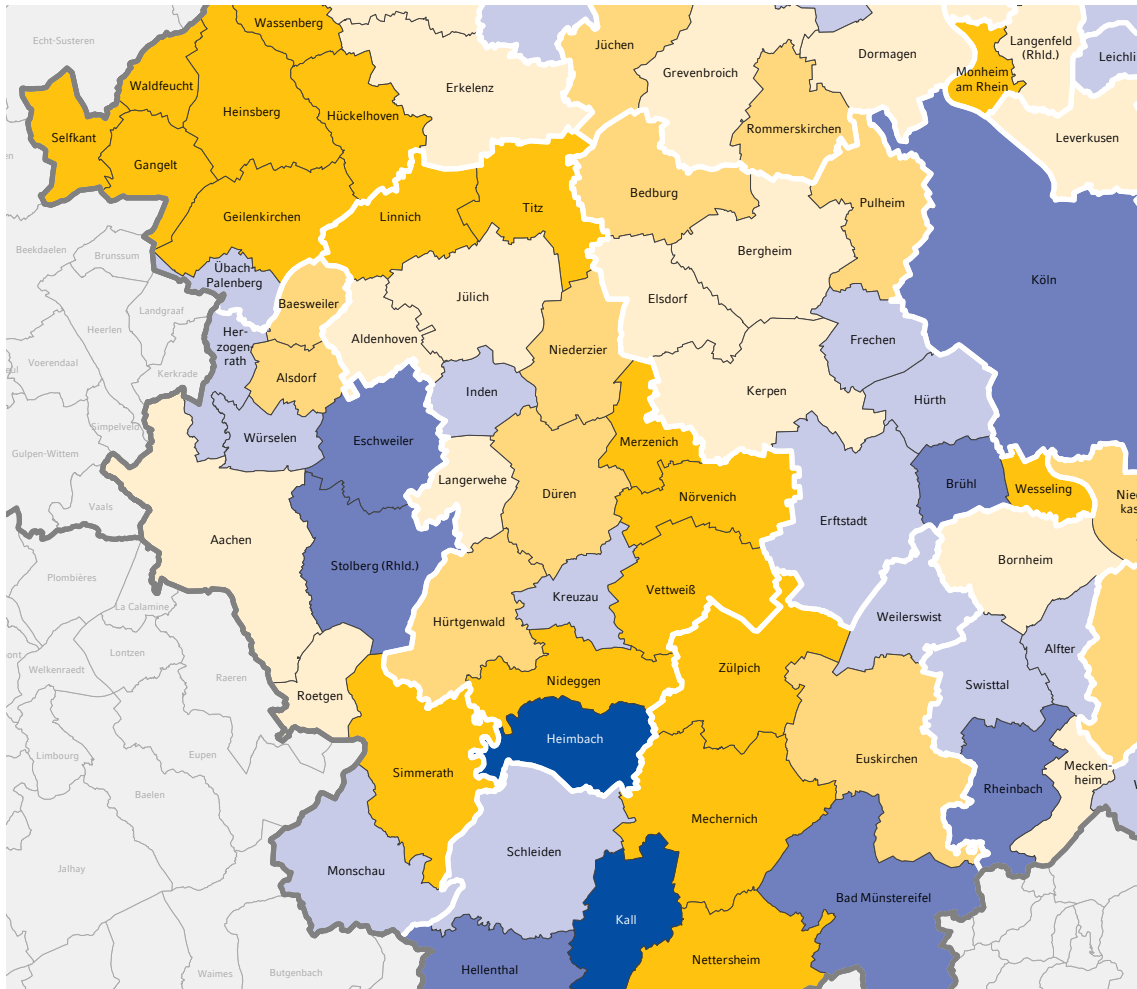 Wassenberg
Echt-Susteren
Jüchen
Dormagen
Langenfeld
(Rhld.)
Leichli
Grevenbroich
Waldfeucht
Erkelenz
Monheim
am Rhein
Heinsberg
Hückelhoven
Selfkant
Rommerskirchen
Leverkusen
Gangelt
Bedburg
Pulheim
Geilenkirchen
Linnich
Titz
Beekdaelen
Brunssum
Bergheim
Übach-
Palenberg
Köln
Jülich
Elsdorf
Baesweiler
Landgraaf
Heerlen
Her-
zogen-
rath
Aldenhoven
Frechen
Niederzier
Voerendaal
Kerkrade
Alsdorf
Inden
Kerpen
Hürth
Simpelveld
Würselen
Eschweiler
Merzenich
Gulpen-Wittem
Langerwehe
Brühl
Wesseling
Düren
Nörvenich
Nied
kas
Vaals
Erftstadt
Aachen
Stolberg (Rhld.)
Bornheim
Plombières
Vettweiß
Kreuzau
La Calamine
Weilerswist
Hürtgenwald
Lontzen
Alfter
Welkenraedt
Zülpich
Raeren
Nideggen
Swisttal
Roetgen
Heimbach
Limbourg
Eupen
Euskirchen
Simmerath
Mecken-
heim
Rheinbach
Baelen
Mechernich
Schleiden
Jalhay
Monschau
Bad Münstereifel
Kall
Nettersheim
Hellenthal
Waimes
Butgenbach